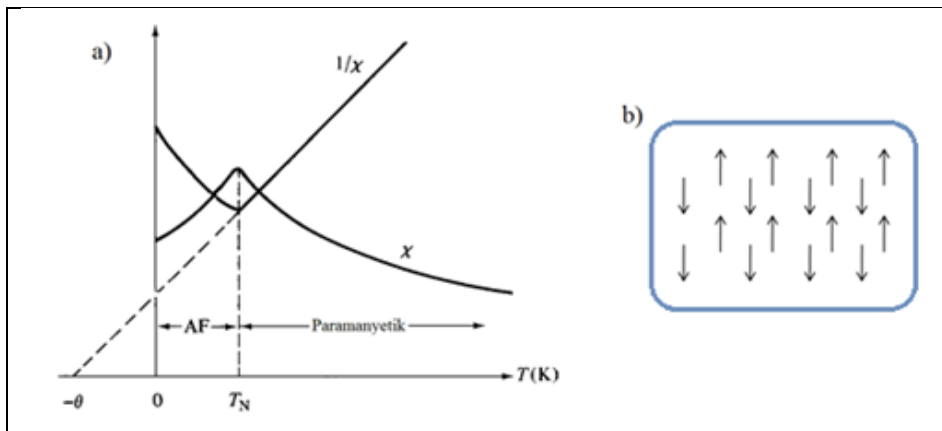 a)
1/χ
b)
χ
AF
Paramanyetik
T(K)
-θ
0
T_N